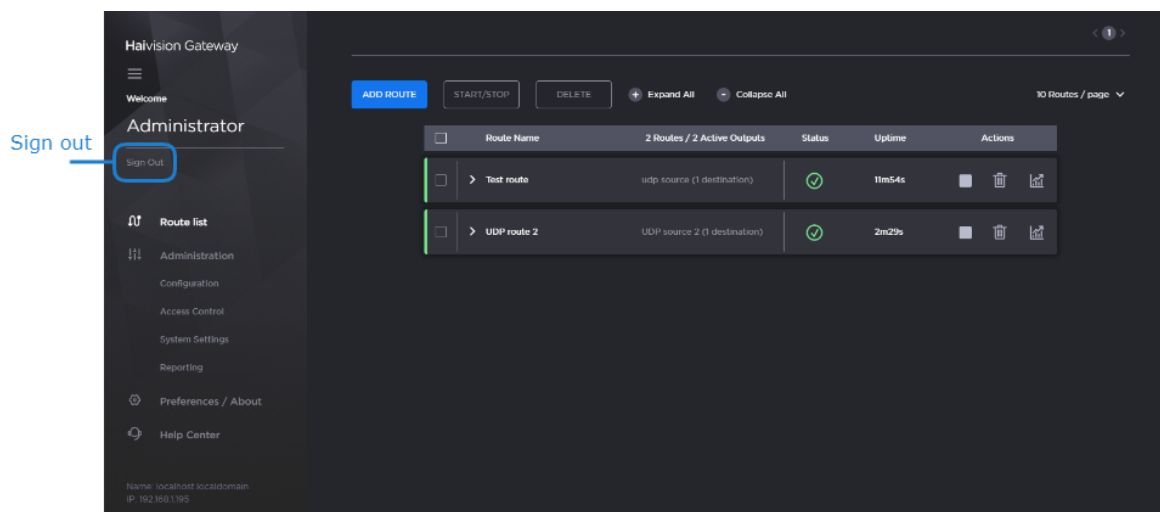 Sign out
Haivision Gateway
Welcome
Administrator
Sign Out
Route list
Administration
Configuration
Access Control
System Settings
Reporting
Preferences / About
Help Center
Name: localhost.localdomain
IP: 192.168.1.195
< 1 >
ADD ROUTE START/STOP DELETE + Expand All - Collapse All 10 Routes / page
Route Name 2 Routes / 2 Active Outputs Status Uptime Actions
Test route udp source (1 destination) 11m54s
UDP route 2 UDP source 2 (1 destination) 2m29s